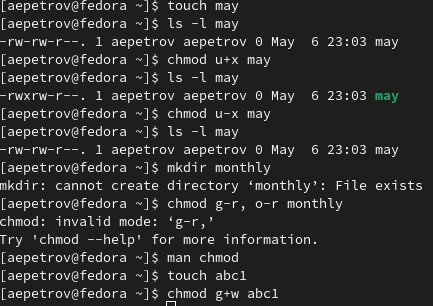 [aepetrov@fedora ~]$ touch may
[aepetrov@fedora ~]$ ls -l may
-rw-rw-r--. 1 aepetrov aepetrov 0 May  6 23:03 may
[aepetrov@fedora ~]$ chmod u+x may
[aepetrov@fedora ~]$ ls -l may
-rwxrw-r--. 1 aepetrov aepetrov 0 May  6 23:03 may
[aepetrov@fedora ~]$ chmod u-x may
[aepetrov@fedora ~]$ ls -l may
-rw-rw-r--. 1 aepetrov aepetrov 0 May  6 23:03 may
[aepetrov@fedora ~]$ mkdir monthly
mkdir: cannot create directory ‘monthly’: File exists
[aepetrov@fedora ~]$ chmod g-r, o-r monthly
chmod: invalid mode: ‘g-r,’
Try 'chmod --help' for more information.
[aepetrov@fedora ~]$ man chmod
[aepetrov@fedora ~]$ touch abc1
[aepetrov@fedora ~]$ chmod g+w abc1